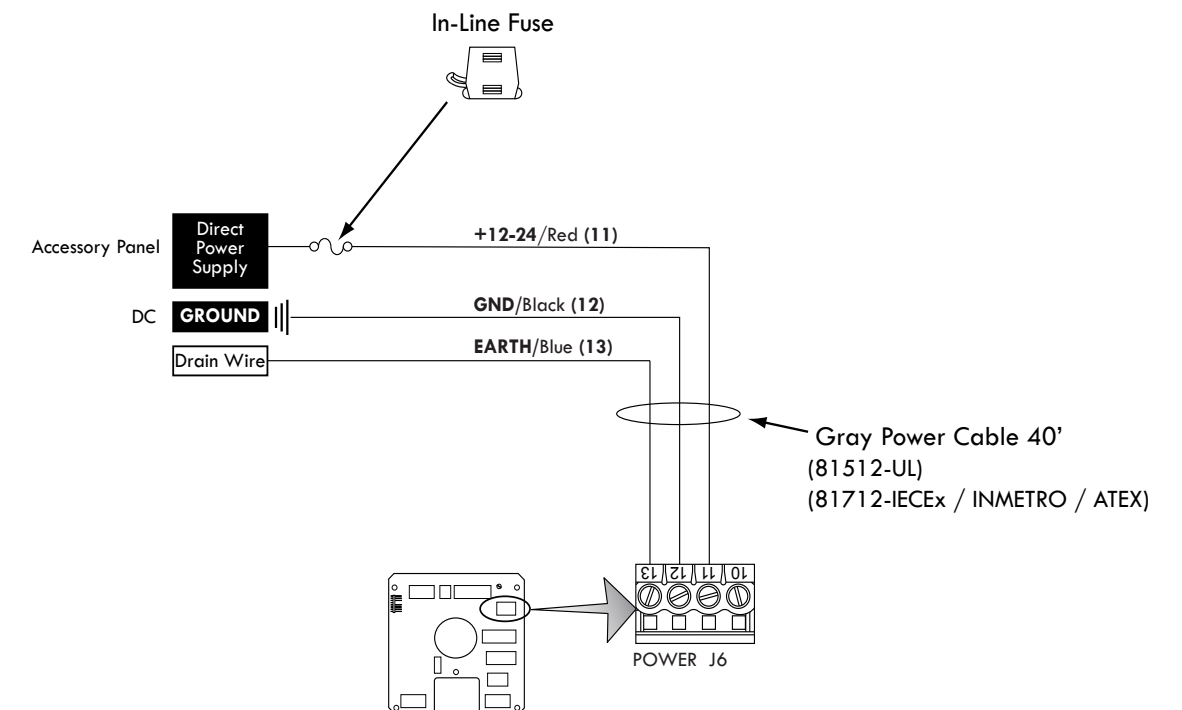 In-Line Fuse
Accessory Panel
Direct
Power
Supply
+12-24/Red (11)
DC
GROUND
GND/Black (12)
Drain Wire
EARTH/Blue (13)
Gray Power Cable 40’
(81512-UL)
(81712-IECEx / INMETRO / ATEX)
13 12 11 10
POWER J6